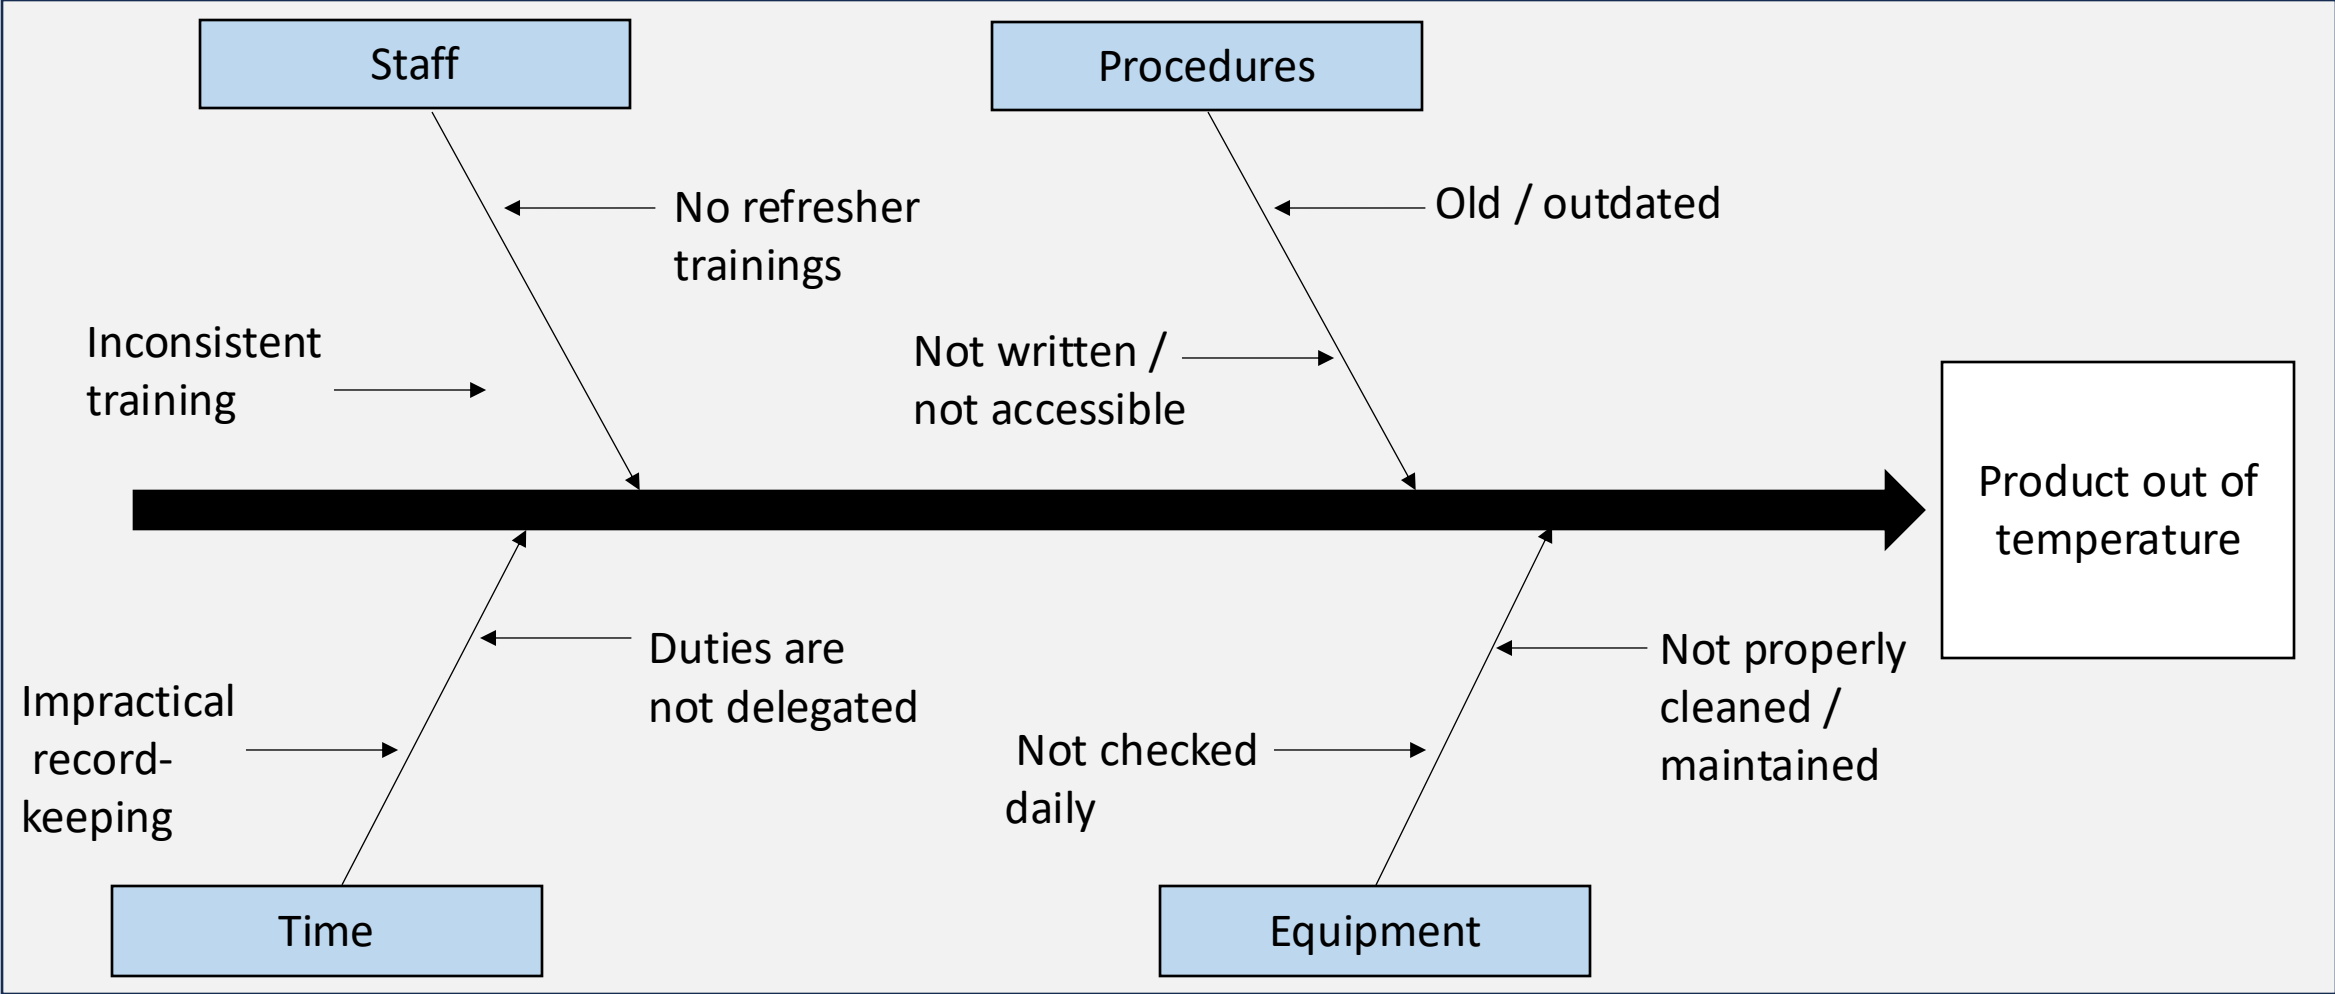 Staff
Procedures
No refresher
trainings
Old / outdated
Inconsistent
training
Not written /
not accessible
Product out of
temperature
Duties are
not delegated
Impractical
record-
keeping
Not checked
daily
Not properly
cleaned /
maintained
Time
Equipment